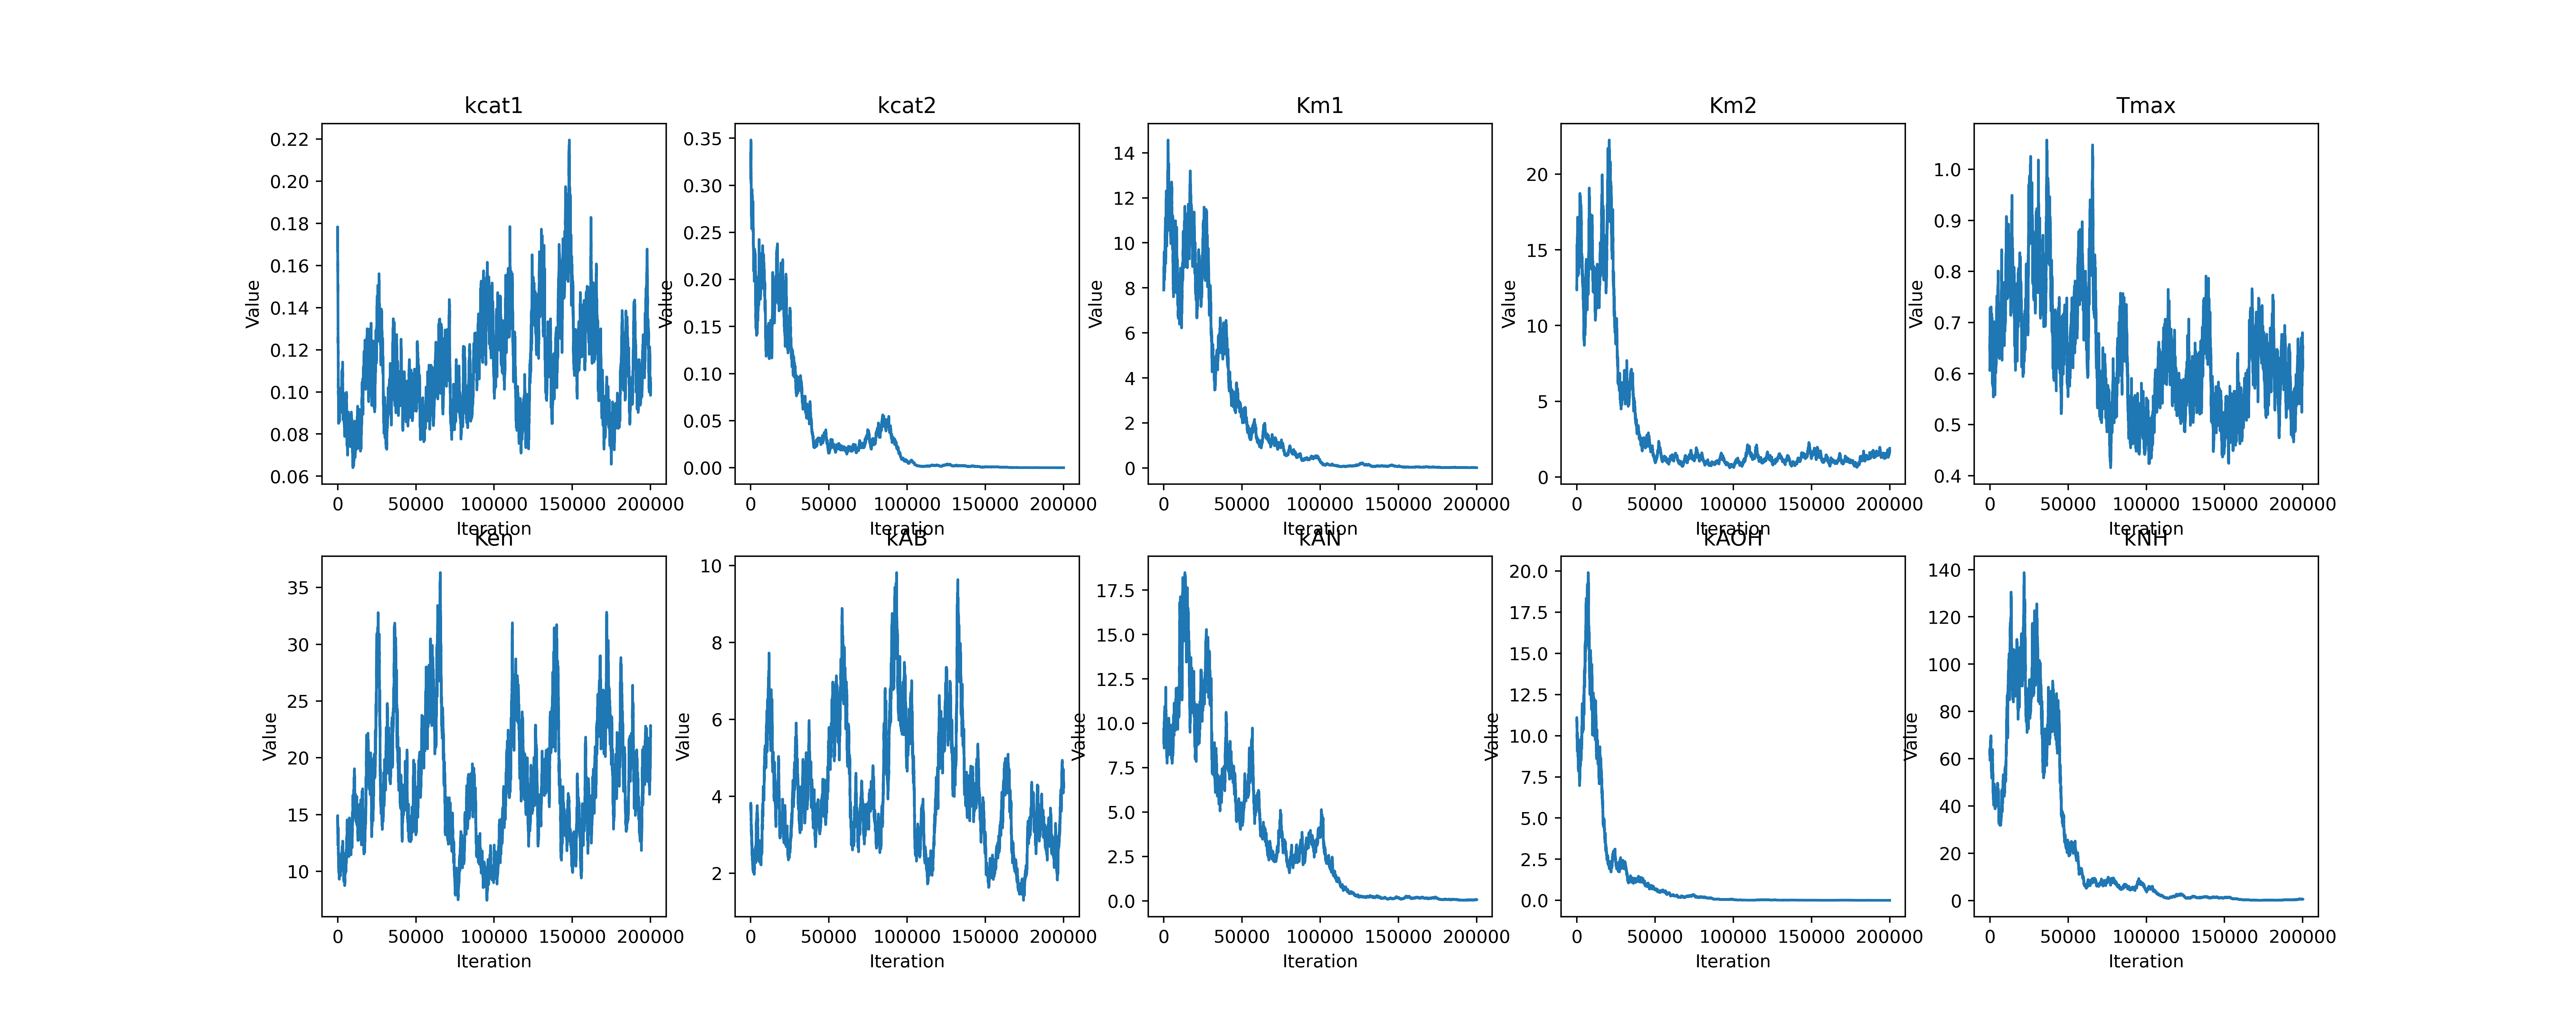 kcat1 kcat2 Km1 Km2 Tmax
0.22 0.35 14 20 1.0
0.20 0.30 12 15 0.9
0.18 0.25 10 10 0.8
0.16 0.20 8 5 0.7
0.14 0.15 6 0 0.6
0.12 0.10 4 0.5
0.10 0.05 2 0.4
0.08 0.00 0
0.06
Value Value Value Value Value
0 50000 100000 150000 200000 0 50000 100000 150000 200000 0 50000 100000 150000 200000 0 50000 100000 150000 200000 0 50000 100000 150000 200000
Iteration Iteration Iteration Iteration Iteration
Ken kAB kAN kAOH kNH
35 10 17.5 20.0 140
30 8 15.0 17.5 120
25 6 12.5 15.0 100
20 4 10.0 12.5 80
15 2 7.5 10.0 60
10 5.0 7.5 40
2.5 5.0 20
0.0 2.5 0
0.0
Value Value Value Value Value
0 50000 100000 150000 200000 0 50000 100000 150000 200000 0 50000 100000 150000 200000 0 50000 100000 150000 200000 0 50000 100000 150000 200000
Iteration Iteration Iteration Iteration Iteration